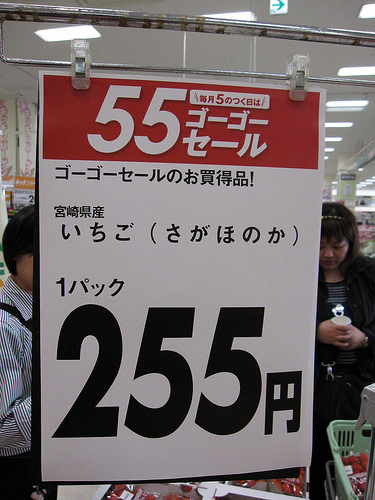 55
\毎月5のつく日は/
ゴーゴー
セール
ゴーゴーセールのお買得品!
宮崎県産
いちご(さがほのか)
1パック
255円